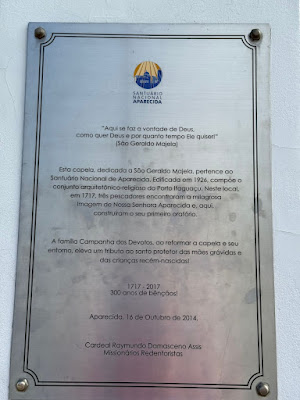 SANTUÁRIO
NACIONAL
APARECIDA
"Aqui se faz a vontade de Deus,
como quer Deus e por quanto tempo Ele quiser!"
(São Geraldo Majela)
Esta capela, dedicada a São Geraldo Majela, pertence ao
Santuário Nacional de Aparecida. Edificada em 1926, compõe o
conjunto arquitetônico religioso do Porto Itaguaçu. Neste local,
em 1717, três pescadores encontraram a milagrosa
Imagem de Nossa Senhora Aparecida e, aqui,
construíram o seu primeiro oratório.
A família Campanha dos Devotos, ao reformar a capela e seu
entorno, eleva um tributo ao santo protetor das mães grávidas e
das crianças recém-nascidas!
1717 - 2017
300 anos de bênçãos!
Aparecida, 16 de Outubro de 2014.
Cardeal Raymundo Damasceno Assis
Missionários Redentoristas